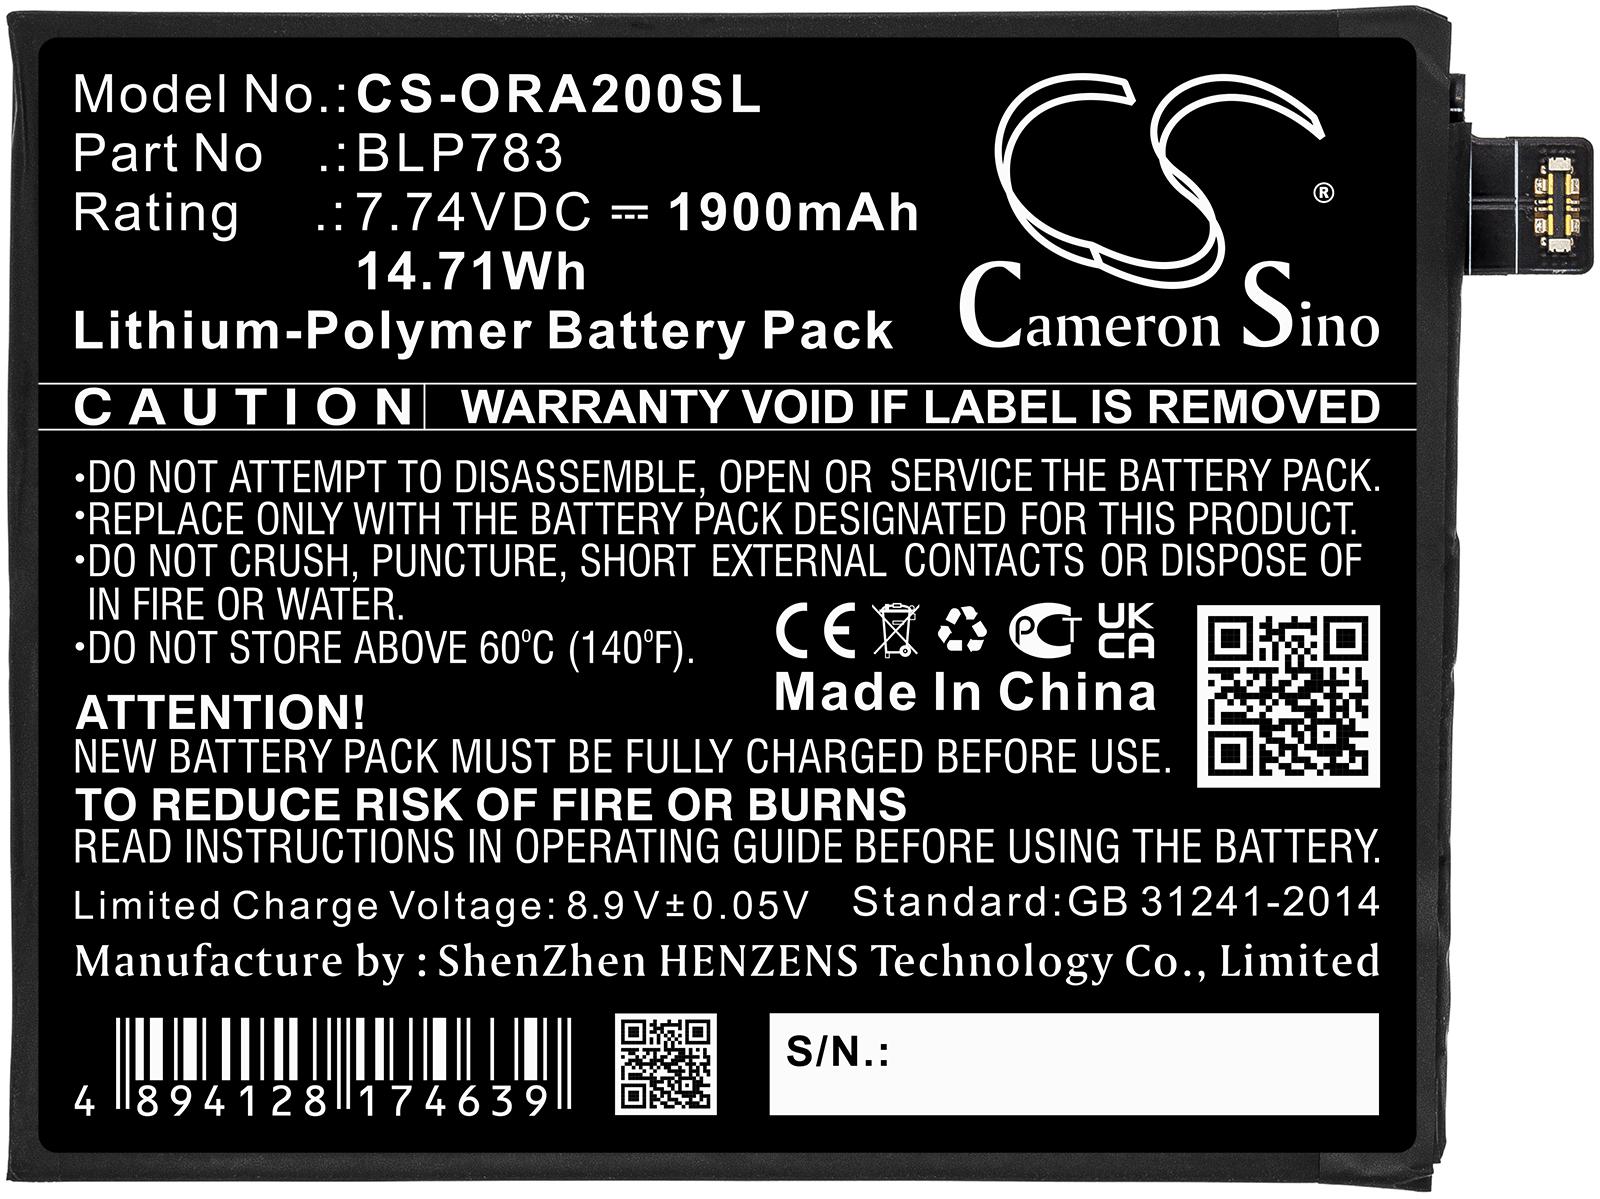 Model No.:CS-ORA200SL
Part No .:BLP783
Rating .:7.74VDC ⎓ 1900mAh
14.71Wh
Lithium-Polymer Battery Pack
®
Cameron Sino
CAUTION WARRANTY VOID IF LABEL IS REMOVED
•DO NOT ATTEMPT TO DISASSEMBLE, OPEN OR SERVICE THE BATTERY PACK.
•REPLACE ONLY WITH THE BATTERY PACK DESIGNATED FOR THIS PRODUCT.
•DO NOT CRUSH, PUNCTURE, SHORT EXTERNAL CONTACTS OR DISPOSE OF
IN FIRE OR WATER.
•DO NOT STORE ABOVE 60°C (140°F).
CE PCT UK
CA
Made In China
ATTENTION!
NEW BATTERY PACK MUST BE FULLY CHARGED BEFORE USE.
TO REDUCE RISK OF FIRE OR BURNS
READ INSTRUCTIONS IN OPERATING GUIDE BEFORE USING THE BATTERY.
Limited Charge Voltage: 8.9V±0.05V Standard:GB 31241-2014
Manufacture by : ShenZhen HENZENS Technology Co., Limited
4 894128 174639
S/N.: